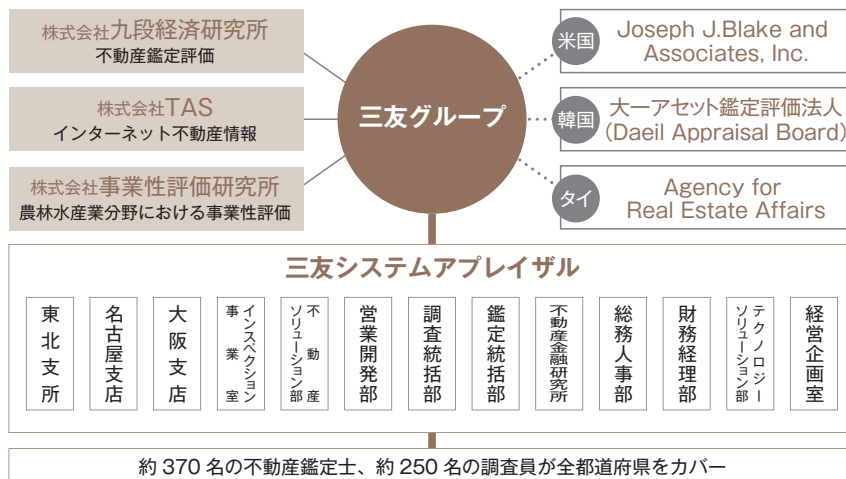 株式会社九段経済研究所
不動産鑑定評価
株式会社TAS
インターネット不動産情報
株式会社事業性評価研究所
農林水産業分野における事業性評価
三友グループ
米国
Joseph J.Blake and
Associates, Inc.
韓国
大一アセット鑑定評価法人
(Daeil Appraisal Board)
タイ
Agency for
Real Estate Affairs
三友システムアプレイザル
東北支所
名古屋支店
大阪支店
インスペクション
事業室
不動産
ソリューション部
営業開発部
調査統括部
鑑定統括部
不動産金融研究所
総務人事部
財務経理部
テクノロジー
ソリューション部
経営企画室
約370名の不動産鑑定士、約250名の調査員が全都道府県をカバー